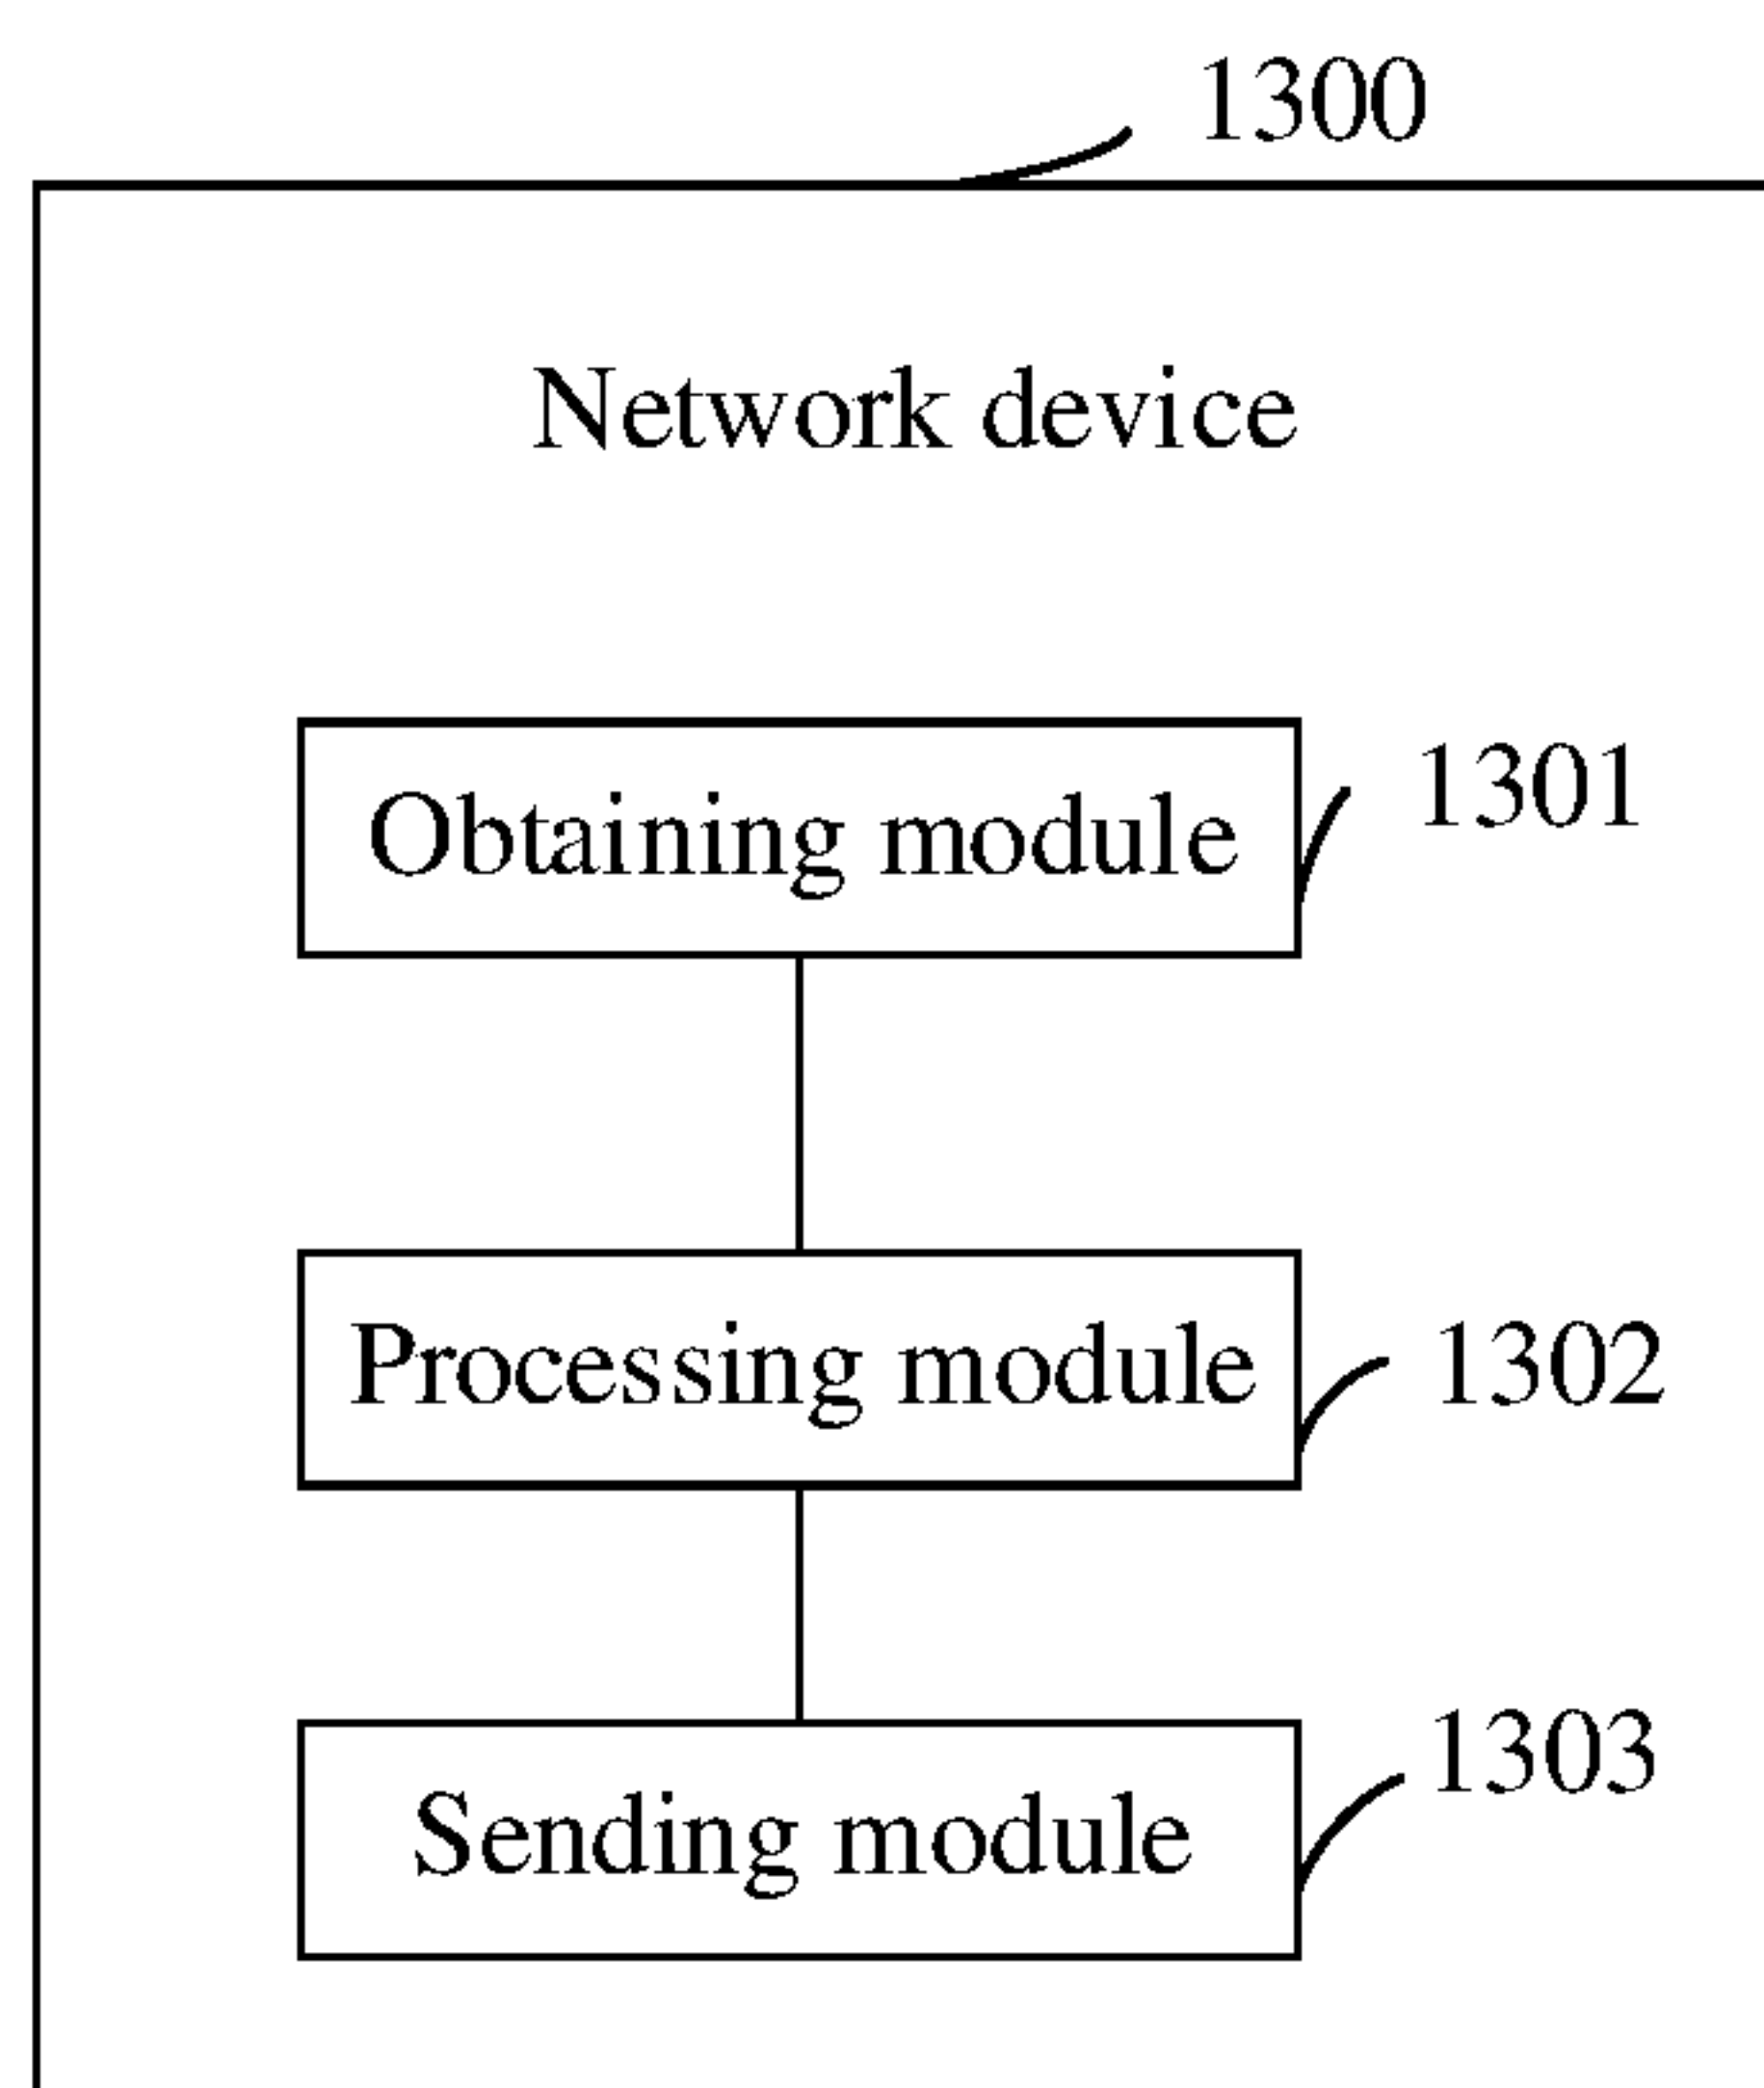 1300
Network device
Obtaining module
1301
Processing module
1302
Sending module
1303